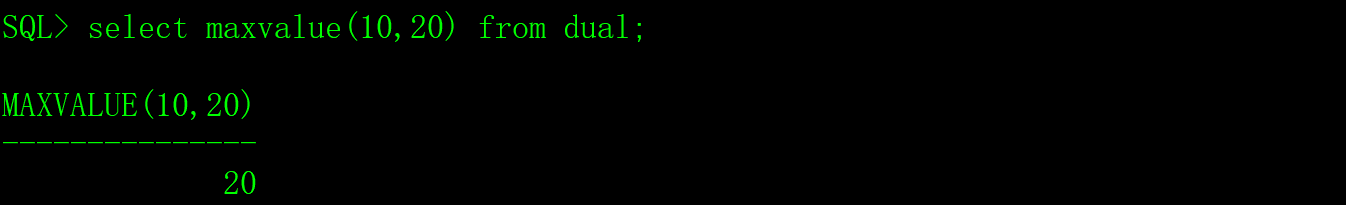 SQL> select maxvalue(10,20) from dual;
MAXVALUE(10,20)
---------------
20